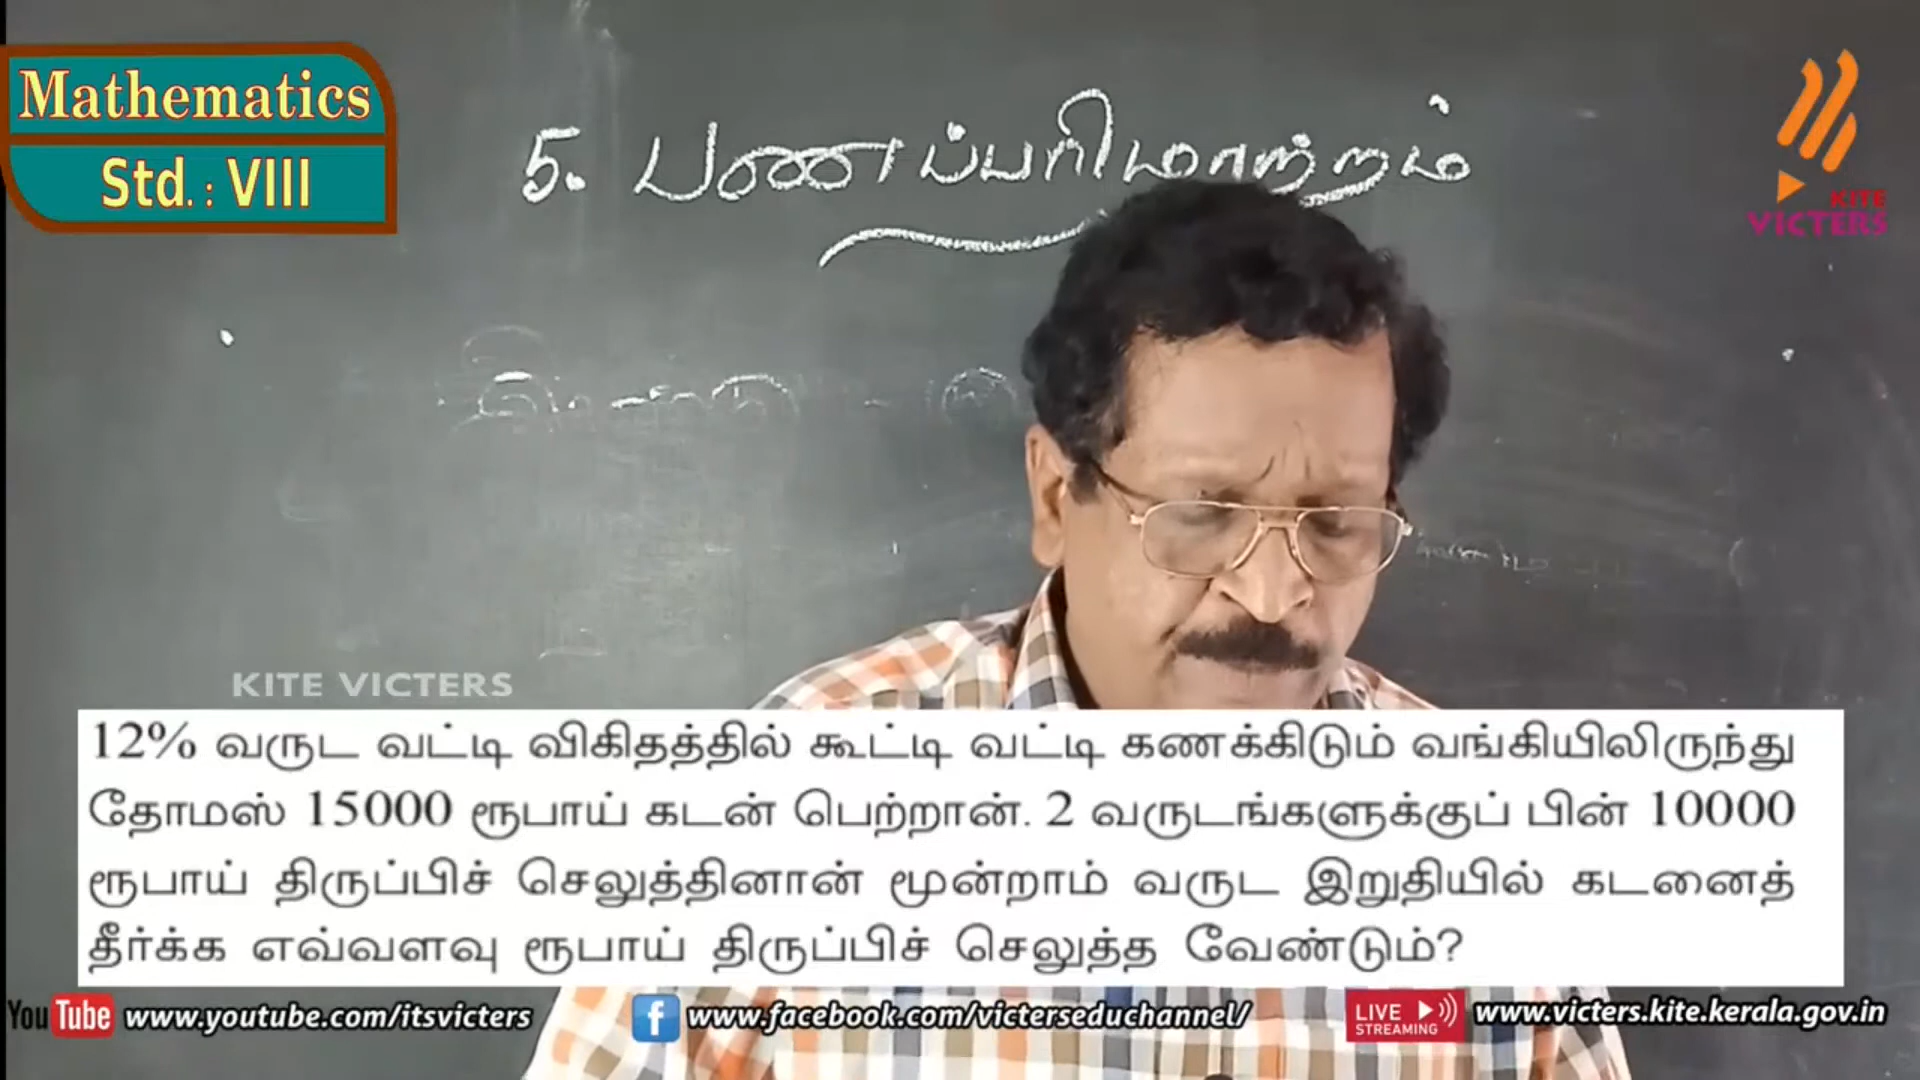 Mathematics
Std. : VIII
5. பணப்பரிமாற்றம்
KITE
VICTERS
KITE VICTERS
12% வருட வட்டி விகிதத்தில் கூட்டி வட்டி கணக்கிடும் வங்கியிலிருந்து
தோமஸ் 15000 ரூபாய் கடன் பெற்றான். 2 வருடங்களுக்குப் பின் 10000
ரூபாய் திருப்பிச் செலுத்தினான் மூன்றாம் வருட இறுதியில் கடனைத்
தீர்க்க எவ்வளவு ரூபாய் திருப்பிச் செலுத்த வேண்டும்?
You Tube www.youtube.com/itsvicters f www.facebook.com/victerseduchannel/ LIVE STREAMING www.victers.kite.kerala.gov.in